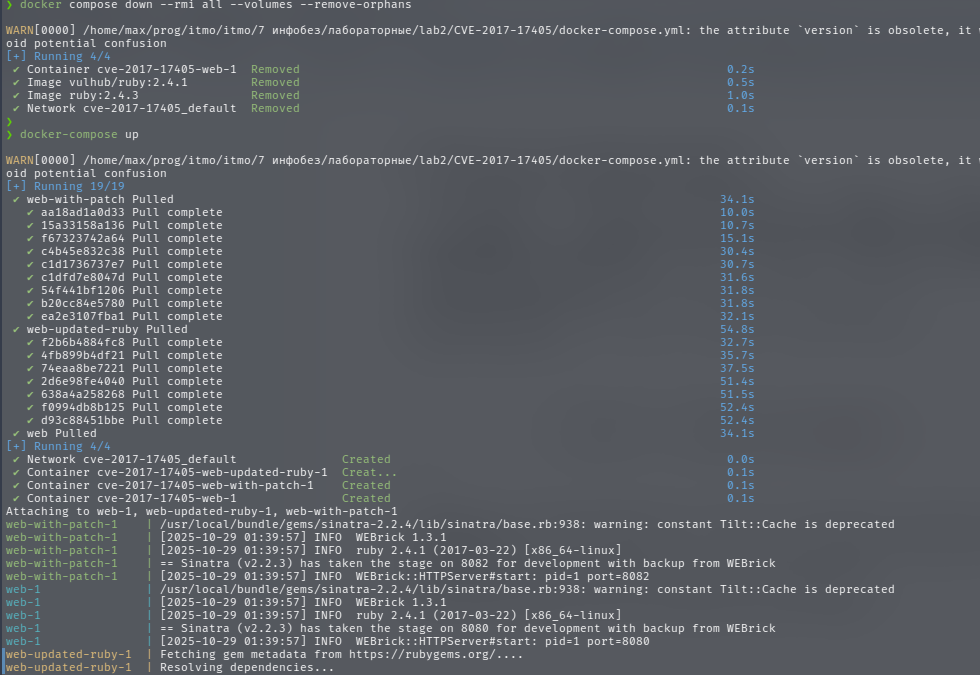 ❯ docker compose down --rmi all --volumes --remove-orphans
WARN[0000] /home/max/prog/itmo/itmo/7 инфобез/лабораторные/lab2/CVE-2017-17405/docker-compose.yml: the attribute `version` is obsolete, it
oid potential confusion
[+] Running 4/4
✔ Container cve-2017-17405-web-1 Removed 0.2s
✔ Image vulhub/ruby:2.4.1 Removed 0.5s
✔ Image ruby:2.4.3 Removed 1.0s
✔ Network cve-2017-17405_default Removed 0.1s
❯
❯ docker-compose up
WARN[0000] /home/max/prog/itmo/itmo/7 инфобез/лабораторные/lab2/CVE-2017-17405/docker-compose.yml: the attribute `version` is obsolete, it
oid potential confusion
[+] Running 19/19
✔ web-with-patch Pulled 34.1s
✔ aa18ad1a0d33 Pull complete 10.0s
✔ 15a33158a136 Pull complete 10.7s
✔ f67323742a64 Pull complete 15.1s
✔ c4b45e832c38 Pull complete 30.4s
✔ c1d1736737e7 Pull complete 30.7s
✔ c1dfd7e8047d Pull complete 31.6s
✔ 54f441bf1206 Pull complete 31.8s
✔ b20cc84e5780 Pull complete 31.8s
✔ ea2e3107fba1 Pull complete 32.1s
✔ web-updated-ruby Pulled 54.8s
✔ f2b6b4884fc8 Pull complete 32.7s
✔ 4fb899b4df21 Pull complete 35.7s
✔ 74eaa8be7221 Pull complete 37.5s
✔ 2d6e98fe4040 Pull complete 51.4s
✔ 638a4a258268 Pull complete 51.5s
✔ f0994db8b125 Pull complete 52.4s
✔ d93c88451bbe Pull complete 52.4s
✔ web Pulled 34.1s
[+] Running 4/4
✔ Network cve-2017-17405_default Created 0.0s
✔ Container cve-2017-17405-web-updated-ruby-1 Creat... 0.1s
✔ Container cve-2017-17405-web-with-patch-1 Created 0.1s
✔ Container cve-2017-17405-web-1 Created 0.1s
Attaching to web-1, web-updated-ruby-1, web-with-patch-1
web-with-patch-1 | /usr/local/bundle/gems/sinatra-2.2.4/lib/sinatra/base.rb:938: warning: constant Tilt::Cache is deprecated
web-with-patch-1 | [2025-10-29 01:39:57] INFO WEBrick 1.3.1
web-with-patch-1 | [2025-10-29 01:39:57] INFO ruby 2.4.1 (2017-03-22) [x86_64-linux]
web-with-patch-1 | == Sinatra (v2.2.3) has taken the stage on 8082 for development with backup from WEBrick
web-with-patch-1 | [2025-10-29 01:39:57] INFO WEBrick::HTTPServer#start: pid=1 port=8082
web-1 | /usr/local/bundle/gems/sinatra-2.2.4/lib/sinatra/base.rb:938: warning: constant Tilt::Cache is deprecated
web-1 | [2025-10-29 01:39:57] INFO WEBrick 1.3.1
web-1 | [2025-10-29 01:39:57] INFO ruby 2.4.1 (2017-03-22) [x86_64-linux]
web-1 | == Sinatra (v2.2.3) has taken the stage on 8080 for development with backup from WEBrick
web-1 | [2025-10-29 01:39:57] INFO WEBrick::HTTPServer#start: pid=1 port=8080
web-updated-ruby-1 | Fetching gem metadata from https://rubygems.org/....
web-updated-ruby-1 | Resolving dependencies...